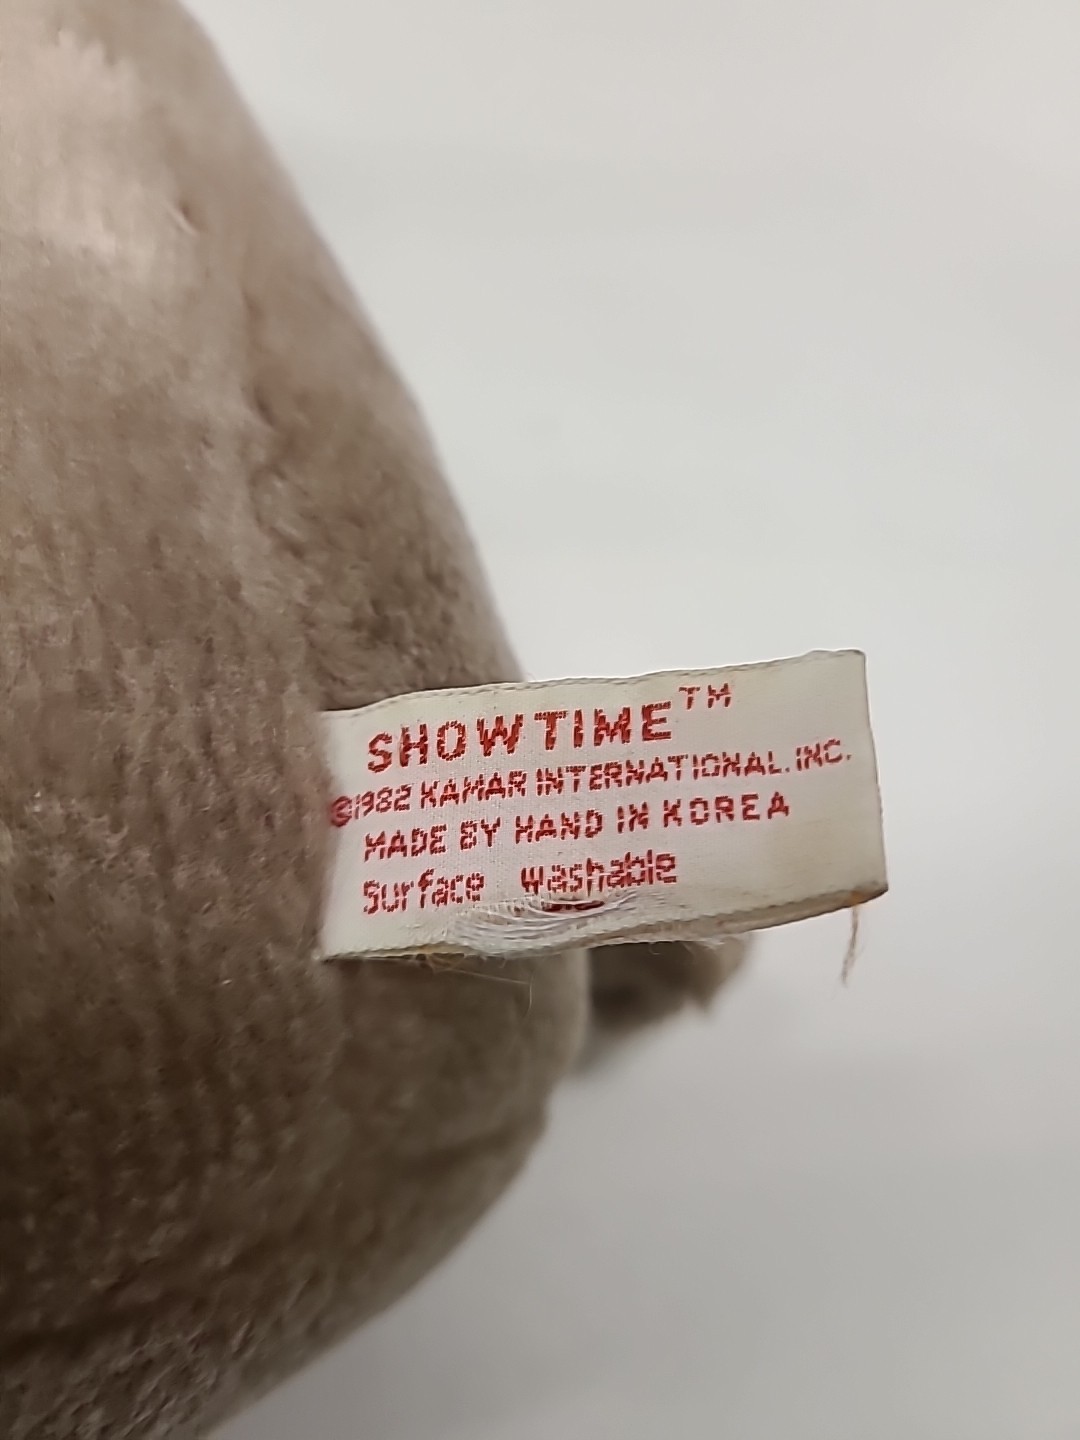 SHOWTIME™
©1982 KAMAR INTERNATIONAL. INC.
MADE BY HAND IN KOREA
Surface Washable